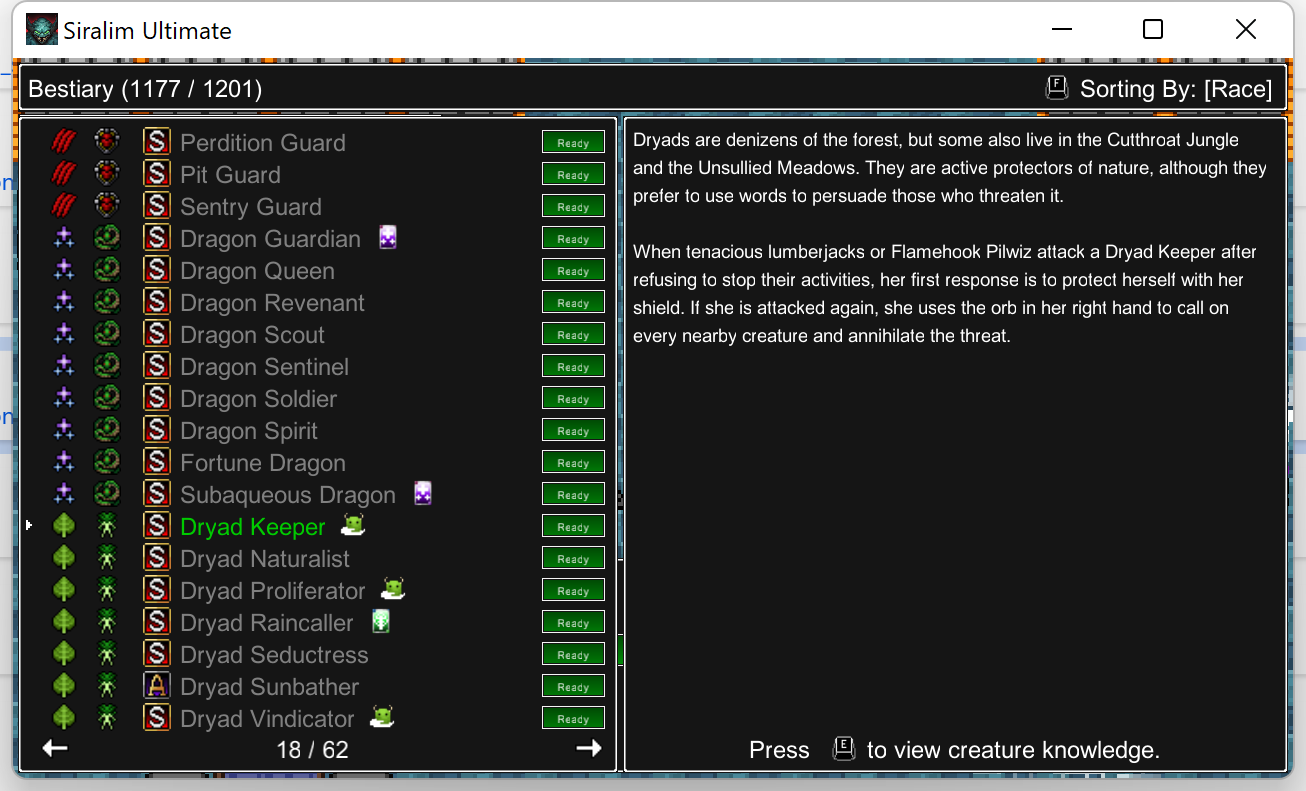 Siralim Ultimate
Bestiary (1177 / 1201)
F Sorting By: [Race]
S Perdition Guard Ready
S Pit Guard Ready
S Sentry Guard Ready
S Dragon Guardian Ready
S Dragon Queen Ready
S Dragon Revenant Ready
S Dragon Scout Ready
S Dragon Sentinel Ready
S Dragon Soldier Ready
S Dragon Spirit Ready
S Fortune Dragon Ready
S Subaqueous Dragon Ready
S Dryad Keeper Ready
S Dryad Naturalist Ready
S Dryad Proliferator Ready
S Dryad Raincaller Ready
S Dryad Seductress Ready
A Dryad Sunbather Ready
S Dryad Vindicator Ready
18 / 62
Dryads are denizens of the forest, but some also live in the Cutthroat Jungle
and the Unsullied Meadows. They are active protectors of nature, although they
prefer to use words to persuade those who threaten it.
When tenacious lumberjacks or Flamehook Pilwiz attack a Dryad Keeper after
refusing to stop their activities, her first response is to protect herself with her
shield. If she is attacked again, she uses the orb in her right hand to call on
every nearby creature and annihilate the threat.
Press E to view creature knowledge.